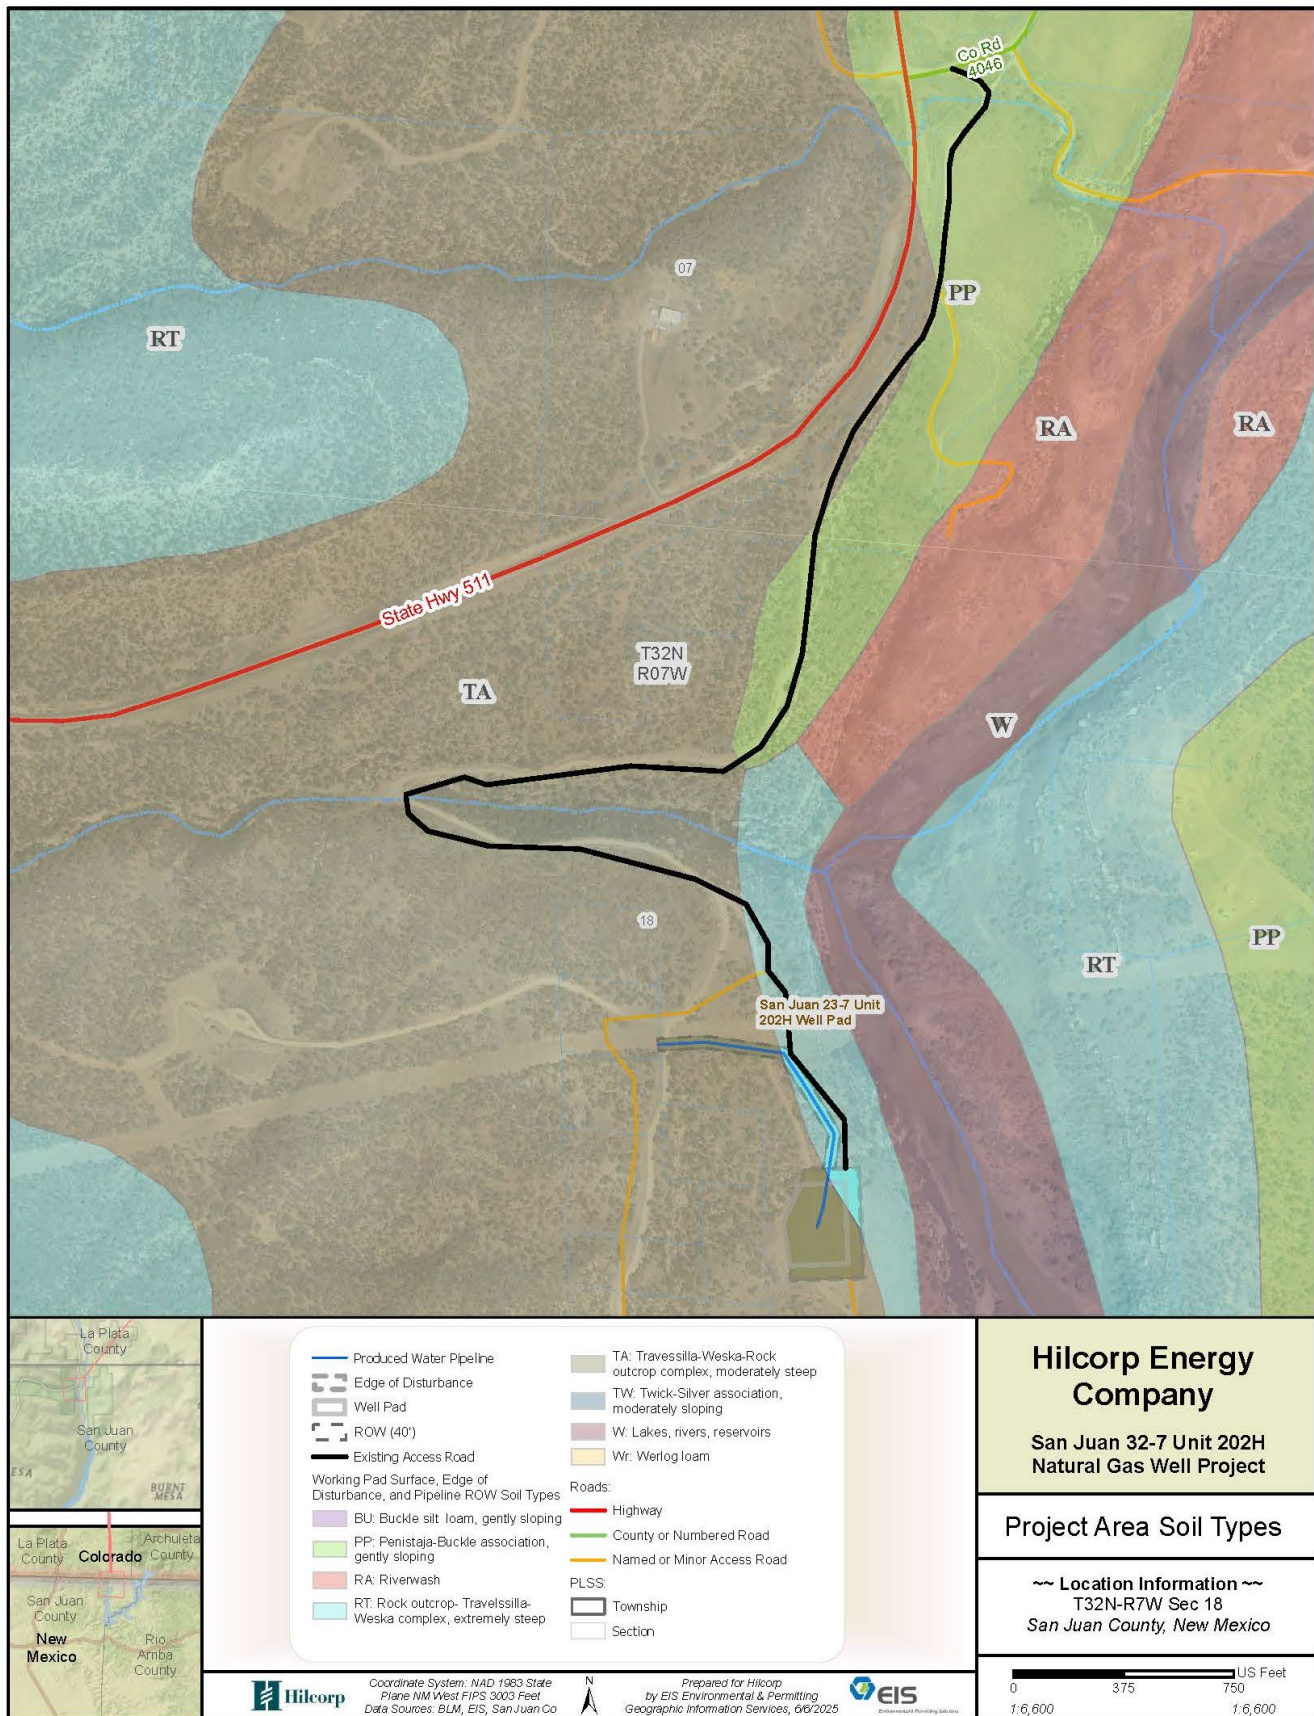 Co Rd
4046
07
PP
RT
RA
RA
State Hwy 511
T32N
R07W
TA
W
18
PP
RT
San Juan 23-7 Unit
202H Well Pad
La Plata
County
San Juan
County
ESA
BURNT
MESA
La Plata
County
Colorado
Archuleta
County
San Juan
County
New
Mexico
Rio
Arriba
County
Produced Water Pipeline
Edge of Disturbance
Well Pad
ROW (40')
Existing Access Road
Working Pad Surface, Edge of
Disturbance, and Pipeline ROW Soil Types
BU: Buckle silt loam, gently sloping
PP: Penistaja-Buckle association,
gently sloping
RA: Riverwash
RT: Rock outcrop- Travelssilla-
Weska complex, extremely steep
TA: Travessilla-Weska-Rock
outcrop complex, moderately steep
TW: Twick-Silver association,
moderately sloping
W: Lakes, rivers, reservoirs
Wr: Werlog loam
Roads:
Highway
County or Numbered Road
Named or Minor Access Road
PLSS:
Township
Section
Hilcorp Energy
Company
San Juan 32-7 Unit 202H
Natural Gas Well Project
Project Area Soil Types
~~ Location Information ~~
T32N-R7W Sec 18
San Juan County, New Mexico
US Feet
0 375 750
1:6,600 1:6,600
Hilcorp
Coordinate System: NAD 1983 State
Plane NM West FIPS 3003 Feet
Data Sources: BLM, EIS, San Juan Co
N
Prepared for Hilcorp
by EIS Environmental & Permitting
Geographic Information Services, 6/6/2025
EIS
Environmental & Permitting Solutions